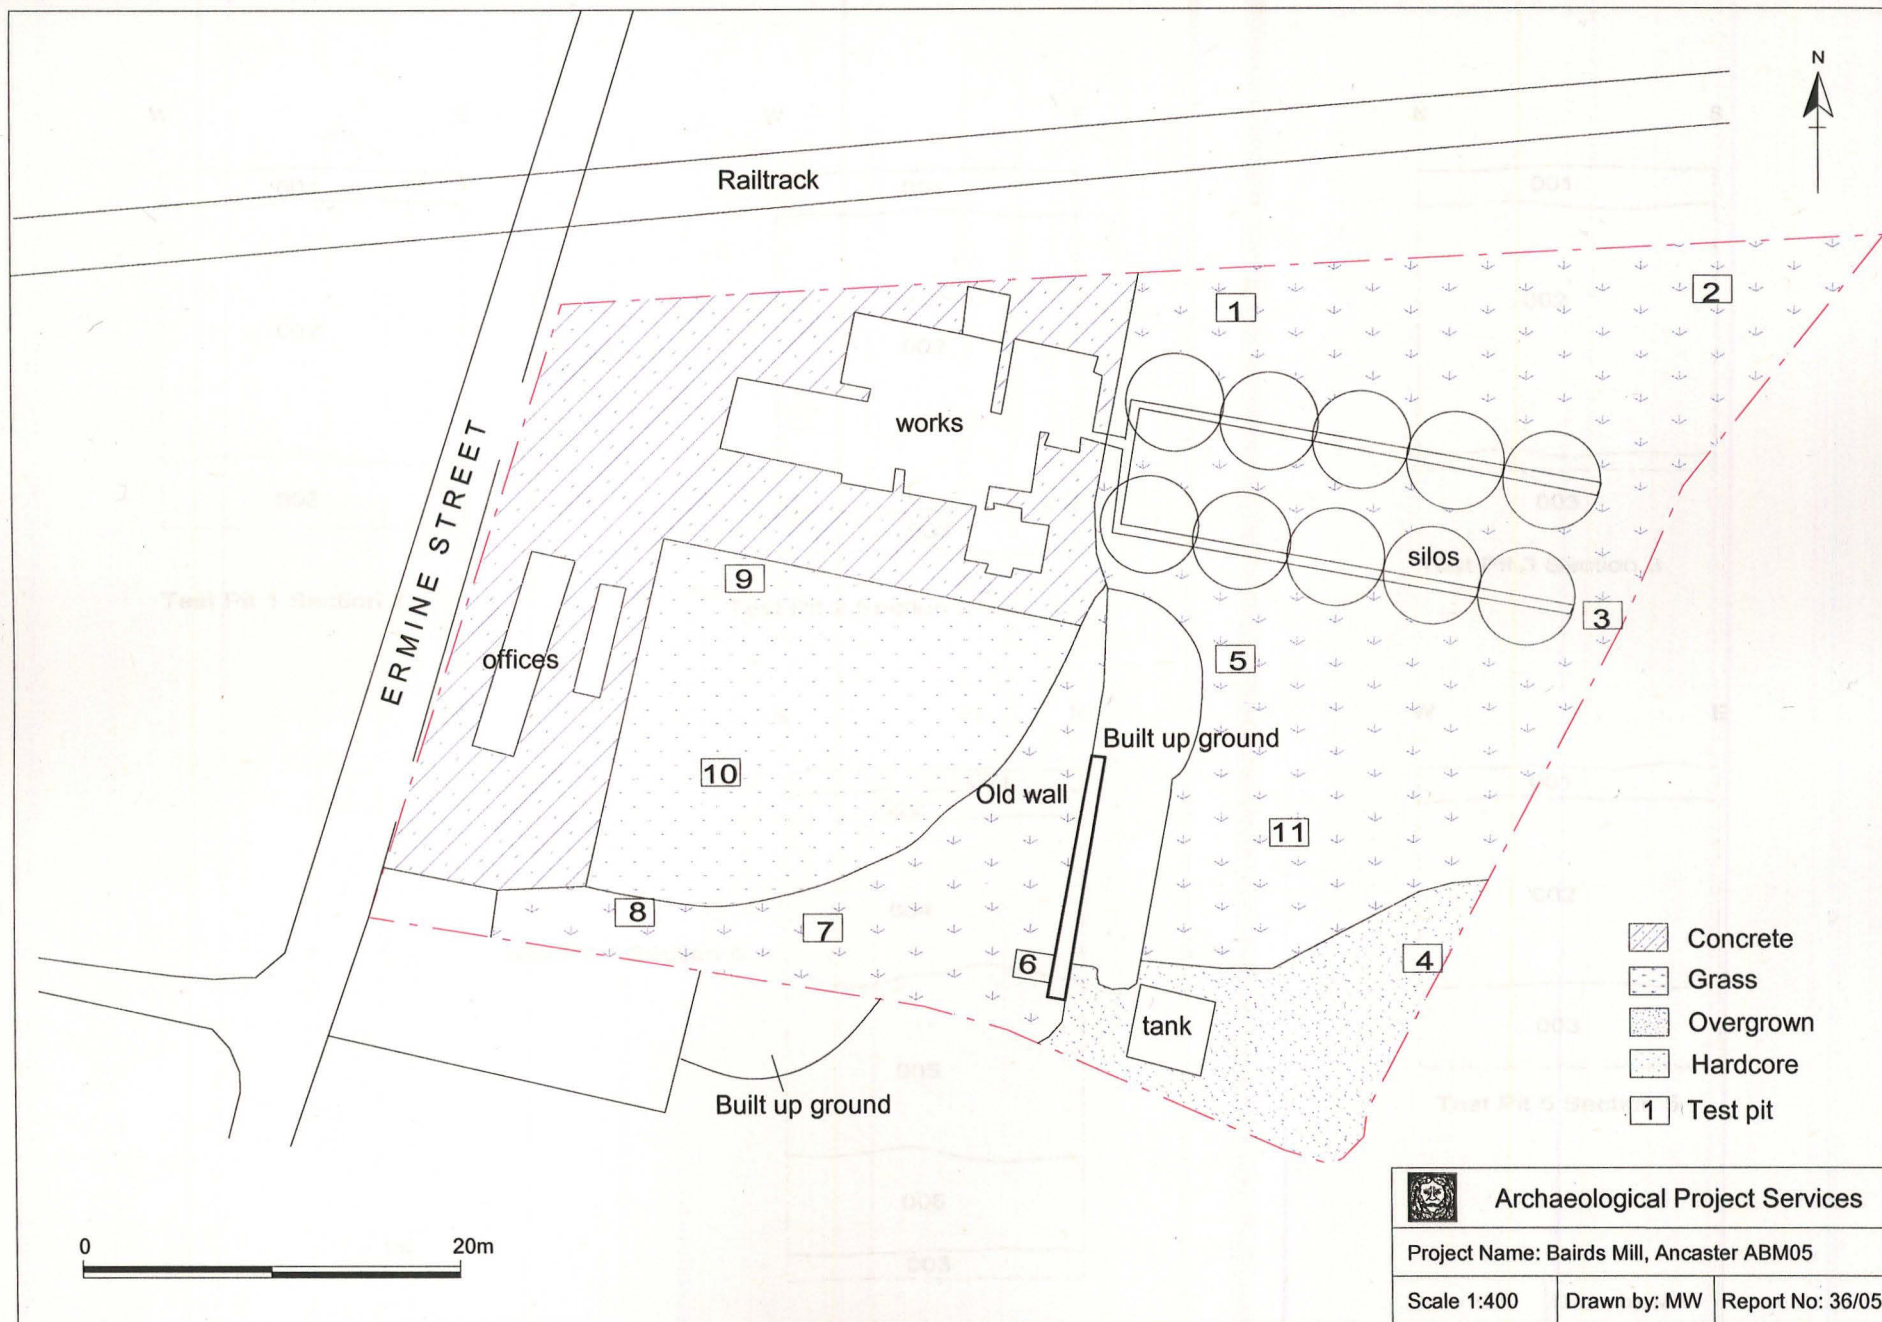 N
Railtrack
1
2
works
ERMINE STREET
silos
9
3
offices
5
Built up ground
10
Old wall
11
8
7
6
4
tank
Built up ground
Concrete
Grass
Overgrown
Hardcore
1 Test pit
0 20m
Archaeological Project Services
Project Name: Bairds Mill, Ancaster ABM05
Scale 1:400 Drawn by: MW Report No: 36/05